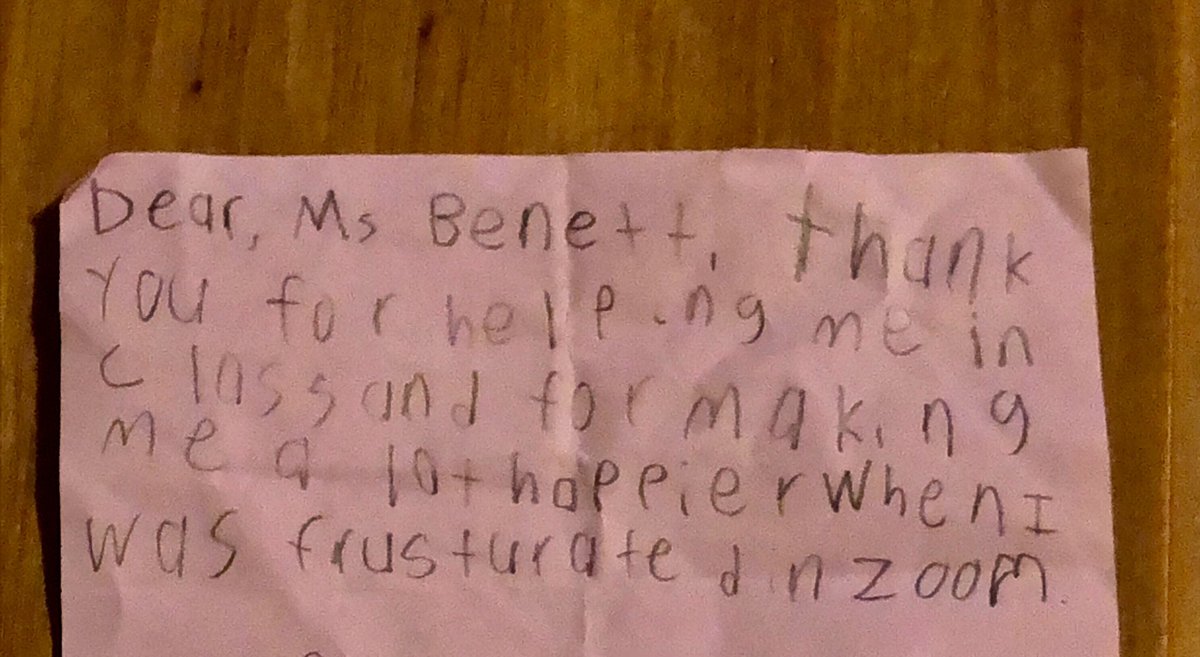 Dear, Ms Benett, thank
You for helping me in
Class and for making
me a lot happier when I
was frusturated in zoom.